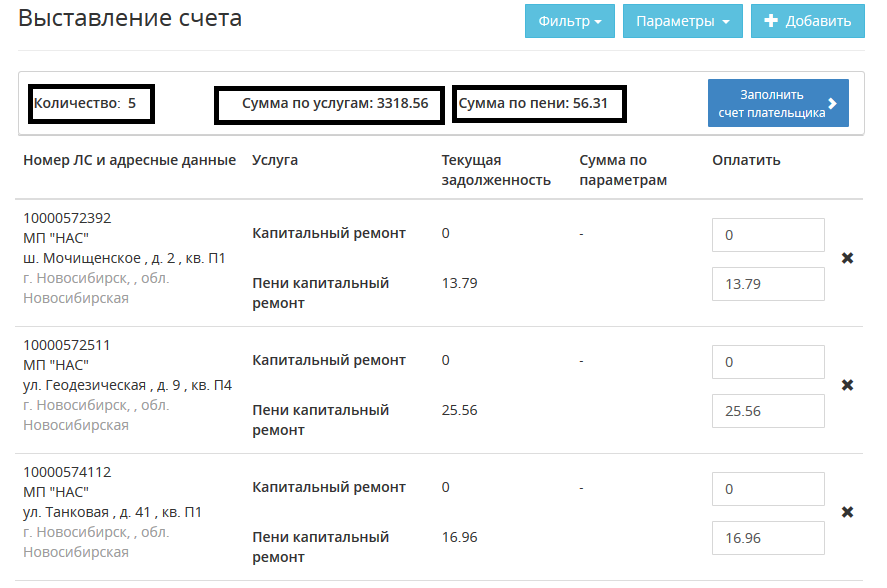 Выставление счета
Фильтр
Параметры
Добавить
Количество: 5
Сумма по услугам: 3318.56
Сумма по пени: 56.31
Заполнить
счет плательщика
Номер ЛС и адресные данные
Услуга
Текущая
задолженность
Сумма по
параметрам
Оплатить
10000572392
МП "НАС"
ш. Мочищенское , д. 2 , кв. П1
г. Новосибирск, , обл.
Новосибирская
Капитальный ремонт
0
-
0
Пени капитальный
ремонт
13.79
13.79
10000572511
МП "НАС"
ул. Геодезическая , д. 9 , кв. П4
г. Новосибирск, , обл.
Новосибирская
Капитальный ремонт
0
-
0
Пени капитальный
ремонт
25.56
25.56
10000574112
МП "НАС"
ул. Танковая , д. 41 , кв. П1
г. Новосибирск, , обл.
Новосибирская
Капитальный ремонт
0
-
0
Пени капитальный
ремонт
16.96
16.96